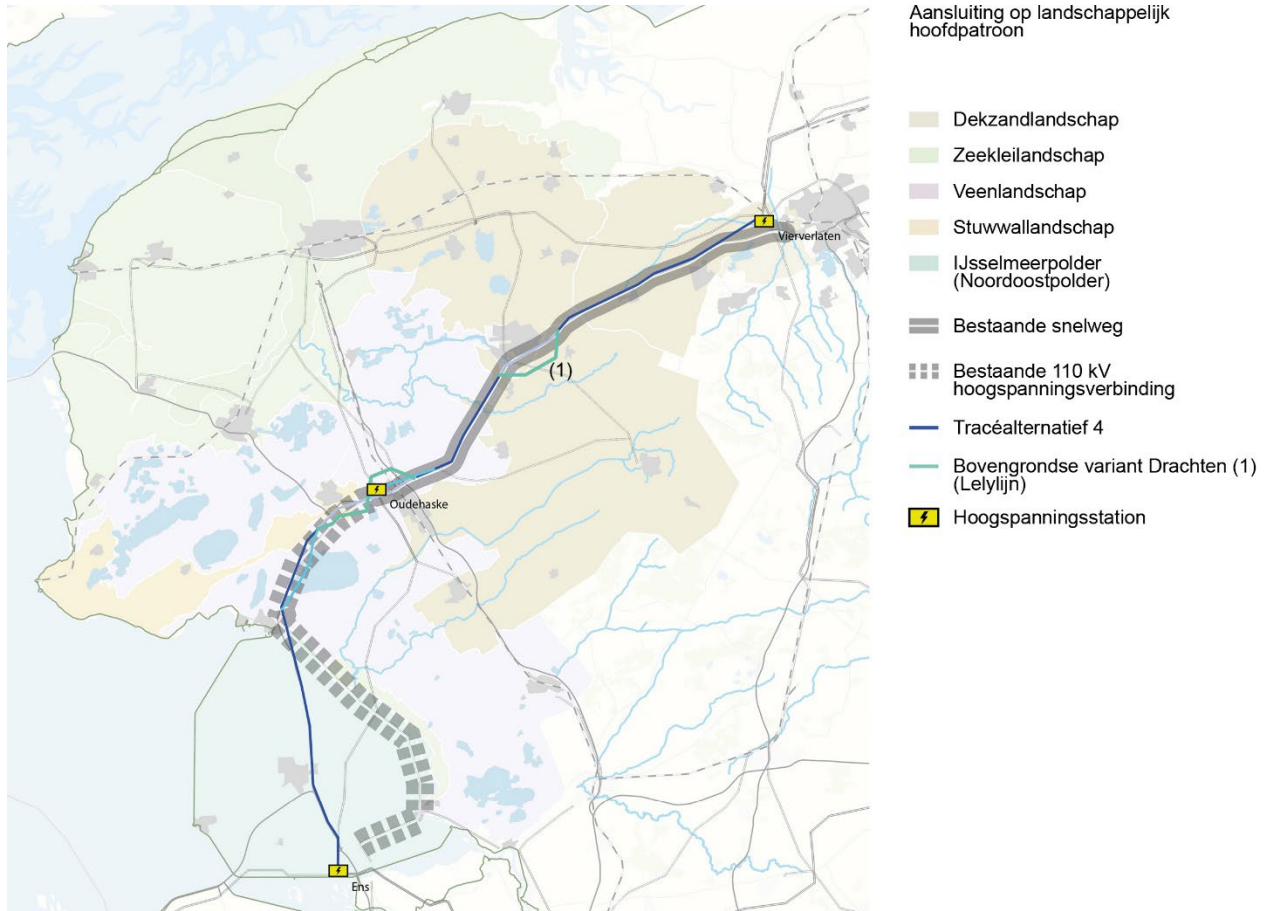 Aansluiting op landschappelijk
hoofdpatroon
Dekzandlandschap
Zeekleilandschap
Veenlandschap
Stuwwallandschap
IJsselmeerpolder
(Noordoostpolder)
Bestaande snelweg
Bestaande 110 kV
hoogspanningsverbinding
Tracéalternatief 4
Bovengrondse variant Drachten (1)
(Lelylijn)
Hoogspanningsstation
Vierverlaten
(1)
Oudehaske
Ens